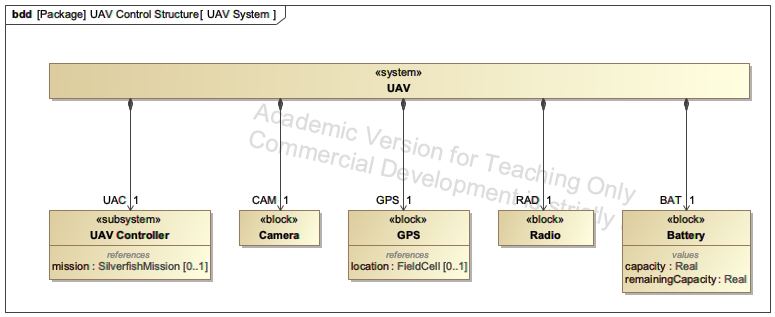 bdd [Package] UAV Control Structure[ UAV System ]
«system»
UAV
Academic Version for Teaching Only
Commercial Development is strictly
UAC 1
CAM 1
GPS 1
RAD 1
BAT 1
«subsystem»
UAV Controller
references
mission : SilverfishMission [0..1]
«block»
Camera
«block»
GPS
references
location : FieldCell [0..1]
«block»
Radio
«block»
Battery
values
capacity : Real
remainingCapacity : Real